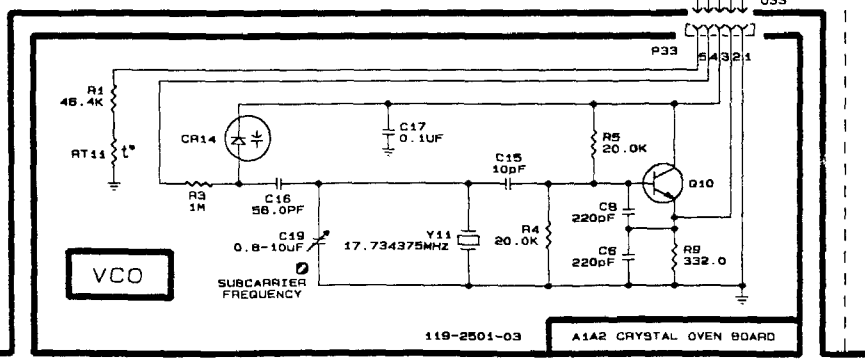 J33
P33
5 4 3 2 1
R1
46.4K
RT11
t°
CR14
C17
0.1UF
R5
20.0K
C15
10pF
Q10
R3
1M
C16
56.0PF
C8
220pF
C19
0.8-10UF
Y11
17.734375MHZ
R4
20.0K
C6
220pF
R9
332.0
VCO
SUBCARRIER
FREQUENCY
119-2501-03
A1A2 CRYSTAL OVEN BOARD